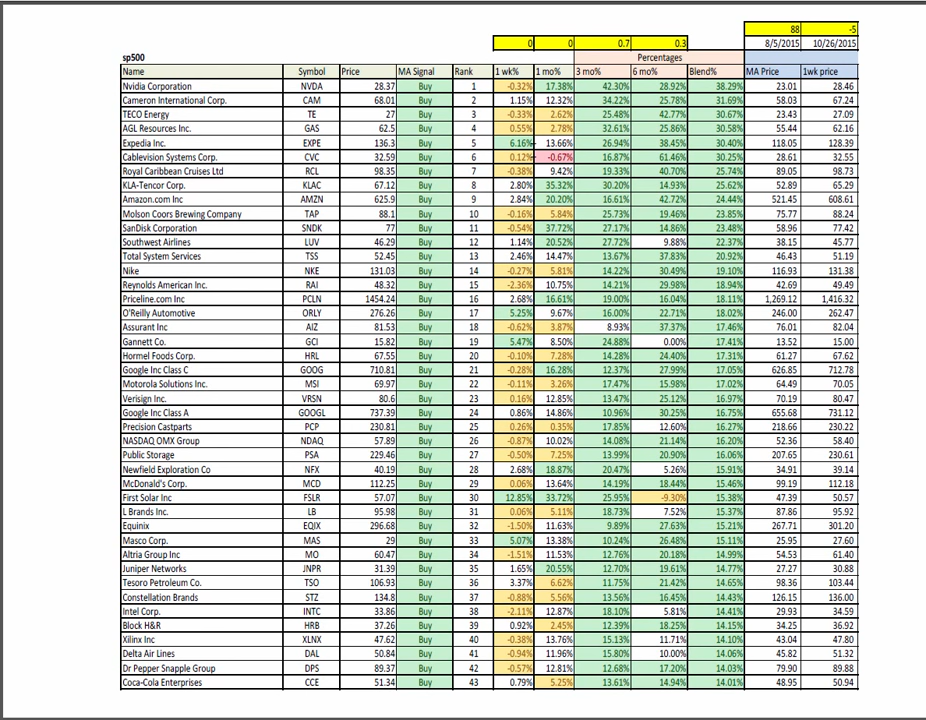 88 -5
0 0 0.7 0.3 8/5/2015 10/26/2015
sp500 Percentages
Name Symbol Price MA Signal Rank 1 wk% 1 mo% 3 mo% 6 mo% Blend% MA Price 1wk price
Nvidia Corporation NVDA 28.37 Buy 1 -0.32% 17.38% 42.30% 28.92% 38.29% 23.01 28.46
Cameron International Corp. CAM 68.01 Buy 2 1.15% 12.32% 34.22% 25.78% 31.69% 58.03 67.24
TECO Energy TE 27 Buy 3 -0.33% 2.62% 25.48% 42.77% 30.67% 23.43 27.09
AGL Resources Inc. GAS 62.5 Buy 4 0.55% 2.78% 32.61% 25.86% 30.58% 55.44 62.16
Expedia Inc. EXPE 136.3 Buy 5 6.16% 13.66% 26.94% 38.45% 30.40% 118.05 128.39
Cablevision Systems Corp. CVC 32.59 Buy 6 0.12% -0.67% 16.87% 61.46% 30.25% 28.61 32.55
Royal Caribbean Cruises Ltd RCL 98.35 Buy 7 -0.38% 9.42% 19.33% 40.70% 25.74% 89.05 98.73
KLA-Tencor Corp. KLAC 67.12 Buy 8 2.80% 35.32% 30.20% 14.93% 25.62% 52.89 65.29
Amazon.com Inc AMZN 625.9 Buy 9 2.84% 20.20% 16.61% 42.72% 24.44% 521.45 608.61
Molson Coors Brewing Company TAP 88.1 Buy 10 -0.16% 5.84% 25.73% 19.46% 23.85% 75.77 88.24
SanDisk Corporation SNDK 77 Buy 11 -0.54% 37.72% 27.17% 14.86% 23.48% 58.96 77.42
Southwest Airlines LUV 46.29 Buy 12 1.14% 20.52% 27.72% 9.88% 22.37% 38.15 45.77
Total System Services TSS 52.45 Buy 13 2.46% 14.47% 13.67% 37.83% 20.92% 46.43 51.19
Nike NKE 131.03 Buy 14 -0.27% 5.81% 14.22% 30.49% 19.10% 116.93 131.38
Reynolds American Inc. RAI 48.32 Buy 15 -2.36% 10.75% 14.21% 29.98% 18.94% 42.69 49.49
Priceline.com Inc PCLN 1454.24 Buy 16 2.68% 16.61% 19.00% 16.04% 18.11% 1,269.12 1,416.32
O'Reilly Automotive ORLY 276.26 Buy 17 5.25% 9.67% 16.00% 22.71% 18.02% 246.00 262.47
Assurant Inc AIZ 81.53 Buy 18 -0.62% 3.87% 8.93% 37.37% 17.46% 76.01 82.04
Gannett Co. GCI 15.82 Buy 19 5.47% 8.50% 24.88% 0.00% 17.41% 13.52 15.00
Hormel Foods Corp. HRL 67.55 Buy 20 -0.10% 7.28% 14.28% 24.40% 17.31% 61.27 67.62
Google Inc Class C GOOG 710.81 Buy 21 -0.28% 16.28% 12.37% 27.99% 17.05% 626.85 712.78
Motorola Solutions Inc. MSI 69.97 Buy 22 -0.11% 3.26% 17.47% 15.98% 17.02% 64.49 70.05
Verisign Inc. VRSN 80.6 Buy 23 0.16% 12.85% 13.47% 25.12% 16.97% 70.19 80.47
Google Inc Class A GOOGL 737.39 Buy 24 0.86% 14.86% 10.96% 30.25% 16.75% 655.68 731.12
Precision Castparts PCP 230.81 Buy 25 0.26% 0.35% 17.85% 12.60% 16.27% 218.66 230.22
NASDAQ OMX Group NDAQ 57.89 Buy 26 -0.87% 10.02% 14.08% 21.14% 16.20% 52.36 58.40
Public Storage PSA 229.46 Buy 27 -0.50% 7.25% 13.99% 20.90% 16.06% 207.65 230.61
Newfield Exploration Co NFX 40.19 Buy 28 2.68% 18.87% 20.47% 5.26% 15.91% 34.91 39.14
McDonald's Corp. MCD 112.25 Buy 29 0.06% 13.64% 14.19% 18.44% 15.46% 99.19 112.18
First Solar Inc FSLR 57.07 Buy 30 12.85% 33.72% 25.95% -9.30% 15.38% 47.39 50.57
L Brands Inc. LB 95.98 Buy 31 0.06% 5.11% 18.73% 7.52% 15.37% 87.86 95.92
Equinix EQIX 296.68 Buy 32 -1.50% 11.63% 9.89% 27.63% 15.21% 267.71 301.20
Masco Corp. MAS 29 Buy 33 5.07% 13.38% 10.24% 26.48% 15.11% 25.95 27.60
Altria Group Inc MO 60.47 Buy 34 -1.51% 11.53% 12.76% 20.18% 14.99% 54.53 61.40
Juniper Networks JNPR 31.39 Buy 35 1.65% 20.55% 12.70% 19.61% 14.77% 27.27 30.88
Tesoro Petroleum Co. TSO 106.93 Buy 36 3.37% 6.62% 11.75% 21.42% 14.65% 98.36 103.44
Constellation Brands STZ 134.8 Buy 37 -0.88% 5.56% 13.56% 16.45% 14.43% 126.15 136.00
Intel Corp. INTC 33.86 Buy 38 -2.11% 12.87% 18.10% 5.81% 14.41% 29.93 34.59
Block H&R HRB 37.26 Buy 39 0.92% 2.45% 12.39% 18.25% 14.15% 34.25 36.92
Xilinx Inc XLNX 47.62 Buy 40 -0.38% 13.76% 15.13% 11.71% 14.10% 43.04 47.80
Delta Air Lines DAL 50.84 Buy 41 -0.94% 11.96% 15.80% 10.00% 14.06% 45.82 51.32
Dr Pepper Snapple Group DPS 89.37 Buy 42 -0.57% 12.81% 12.68% 17.20% 14.03% 79.90 89.88
Coca-Cola Enterprises CCE 51.34 Buy 43 0.79% 5.25% 13.61% 14.94% 14.01% 48.95 50.94